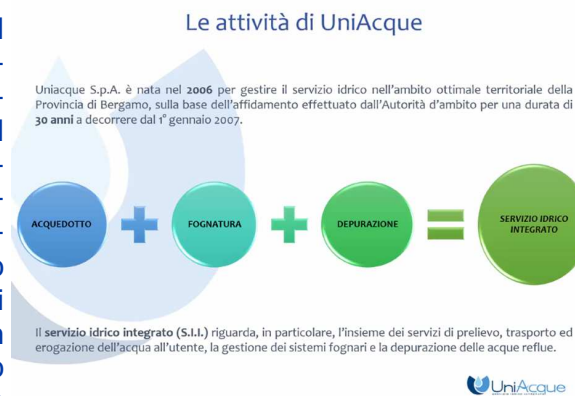 Le attività di UniAcque
Uniacque S.p.A. è nata nel 2006 per gestire il servizio idrico nell'ambito ottimale territoriale della
Provincia di Bergamo, sulla base dell'affidamento effettuato dall'Autorità d'ambito per una durata di
30 anni a decorrere dal 1° gennaio 2007.
ACQUEDOTTO + FOGNATURA + DEPURAZIONE = SERVIZIO IDRICO
INTEGRATO
Il servizio idrico integrato (S.I.I.) riguarda, in particolare, l'insieme dei servizi di prelievo, trasporto ed
erogazione dell'acqua all'utente, la gestione dei sistemi fognari e la depurazione delle acque reflue.
UniAcque